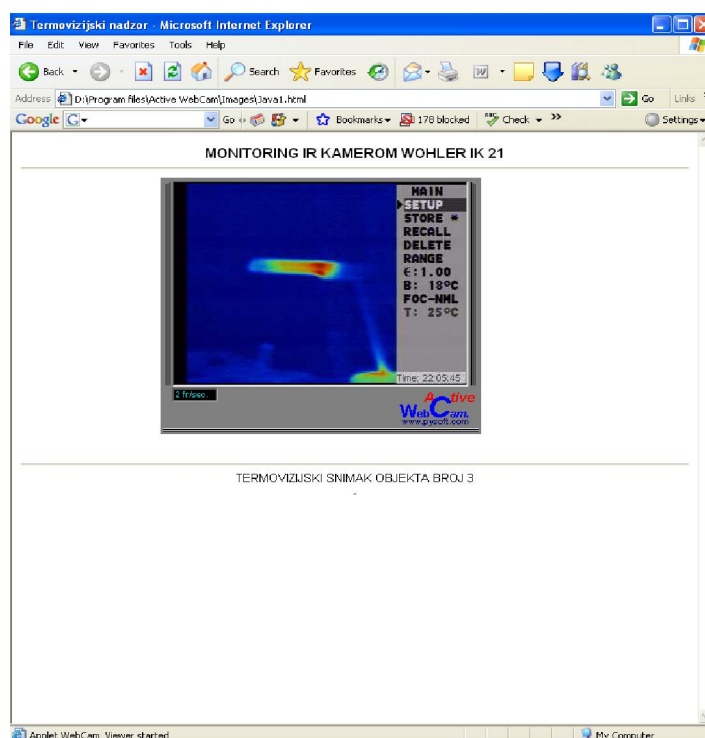 Termovizijski nadzor - Microsoft Internet Explorer
File Edit View Favorites Tools Help
Back Search Favorites
Address D:\Program files\Active WebCam\Images\Java1.html Go Links
Google G Go Bookmarks 178 blocked Check Settings
MONITORING IR KAMEROM WOHLER IK 21
MAIN
SETUP
STORE *
RECALL
DELETE
RANGE
€:1.00
B: 18ºC
FOC-NML
T: 25ºC
Time: 22:05:45
2 fr/sec.
Active
WebCam
www.pysoft.com
TERMOVIZIJSKI SNIMAK OBJEKTA BROJ 3
-
Applet WebCam_Viewer started My Computer